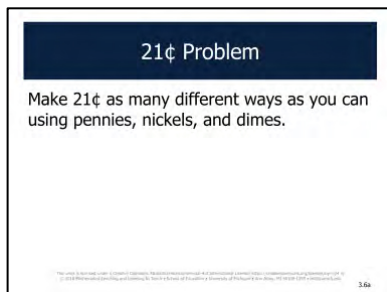 21¢ Problem
Make 21¢ as many different ways as you can
using pennies, nickels, and dimes.
3.6a